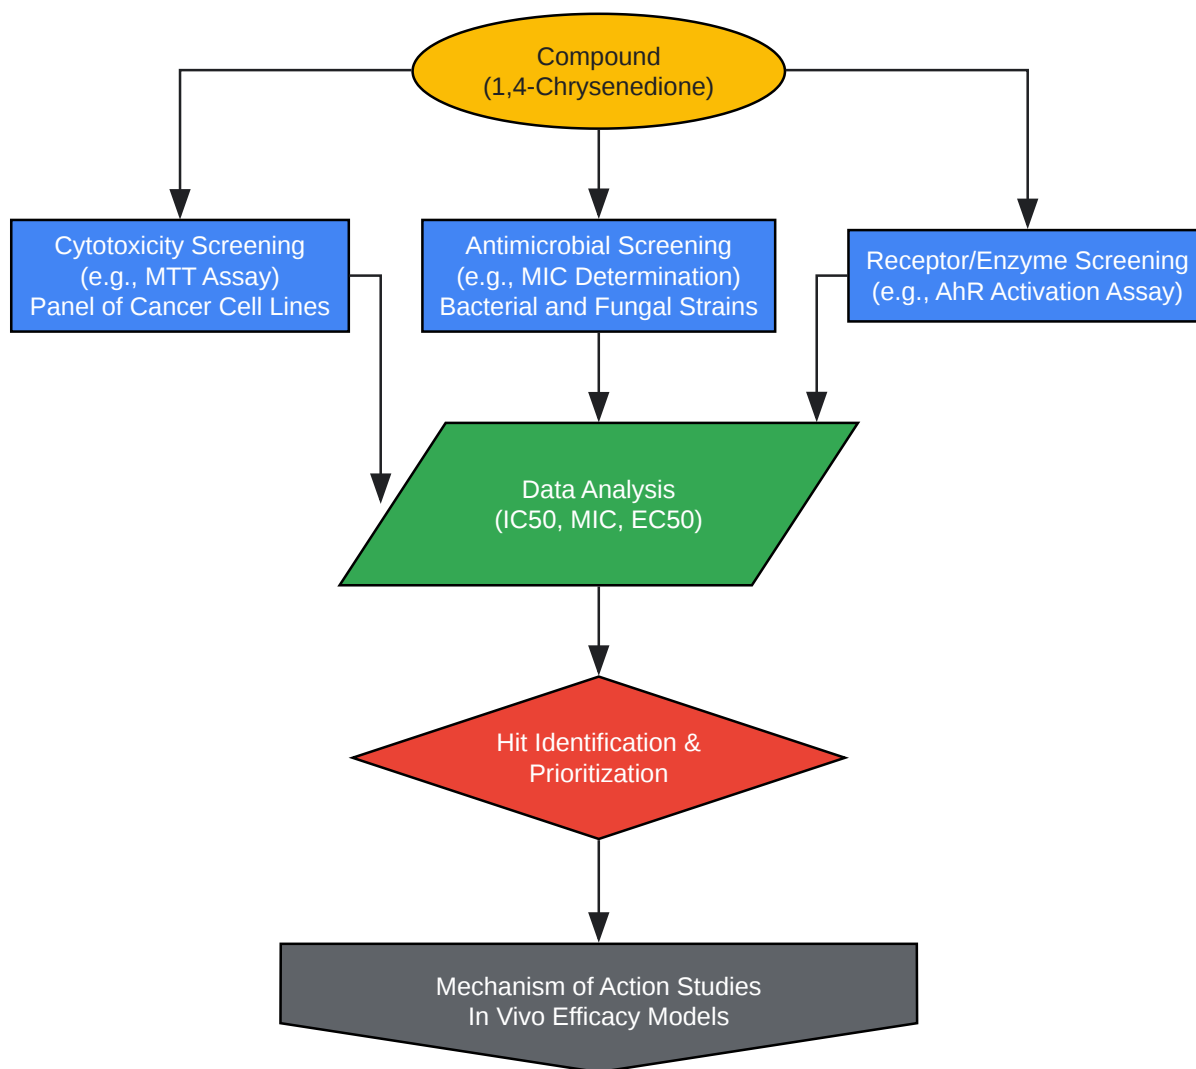 Compound
(1,4-Chrysenedione)
Cytotoxicity Screening
(e.g., MTT Assay)
Panel of Cancer Cell Lines
Antimicrobial Screening
(e.g., MIC Determination)
Bacterial and Fungal Strains
Receptor/Enzyme Screening
(e.g., AhR Activation Assay)
Data Analysis
(IC50, MIC, EC50)
Hit Identification &
Prioritization
Mechanism of Action Studies
In Vivo Efficacy Models